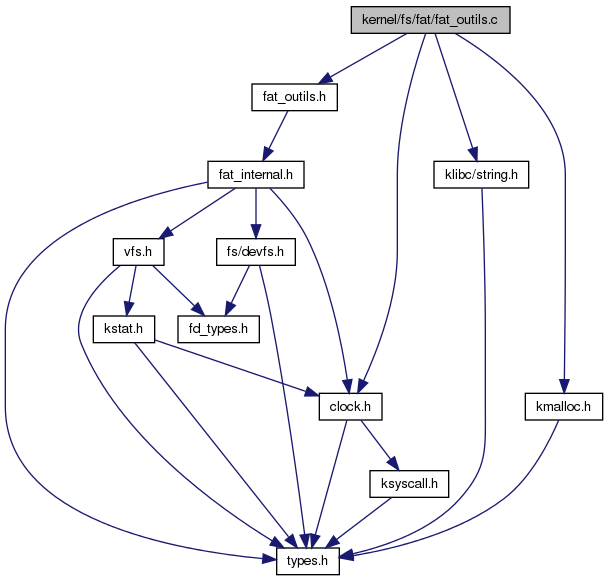 kernel/fs/fat/fat_outils.c
fat_outils.h
fat_internal.h
klibc/string.h
vfs.h
fs/devfs.h
kstat.h
fd_types.h
clock.h
kmalloc.h
ksyscall.h
types.h